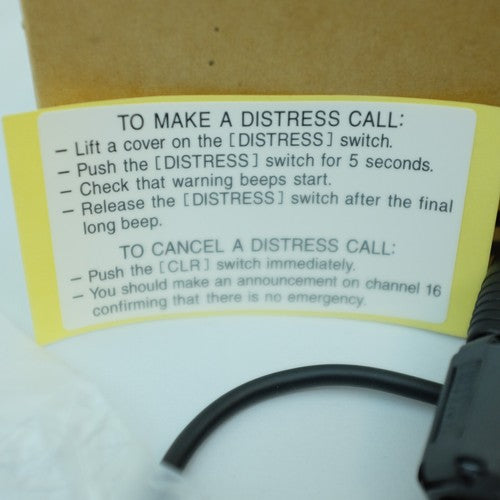 TO MAKE A DISTRESS CALL:
– Lift a cover on the [DISTRESS] switch.
– Push the [DISTRESS] switch for 5 seconds.
– Check that warning beeps start.
– Release the [DISTRESS] switch after the final
long beep.
TO CANCEL A DISTRESS CALL:
– Push the [CLR] switch immediately.
– You should make an announcement on channel 16
confirming that there is no emergency.